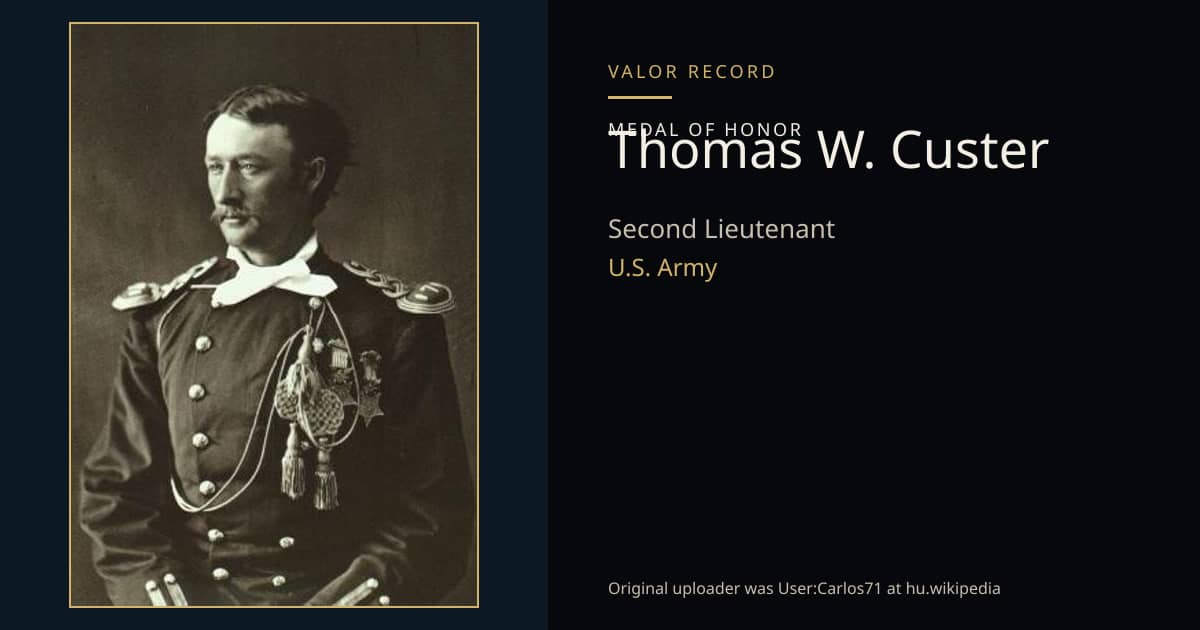 VALOR RECORD
MEDAL OF HONOR
Thomas W. Custer
Second Lieutenant
U.S. Army
Original uploader was User:Carlos71 at hu.wikipedia